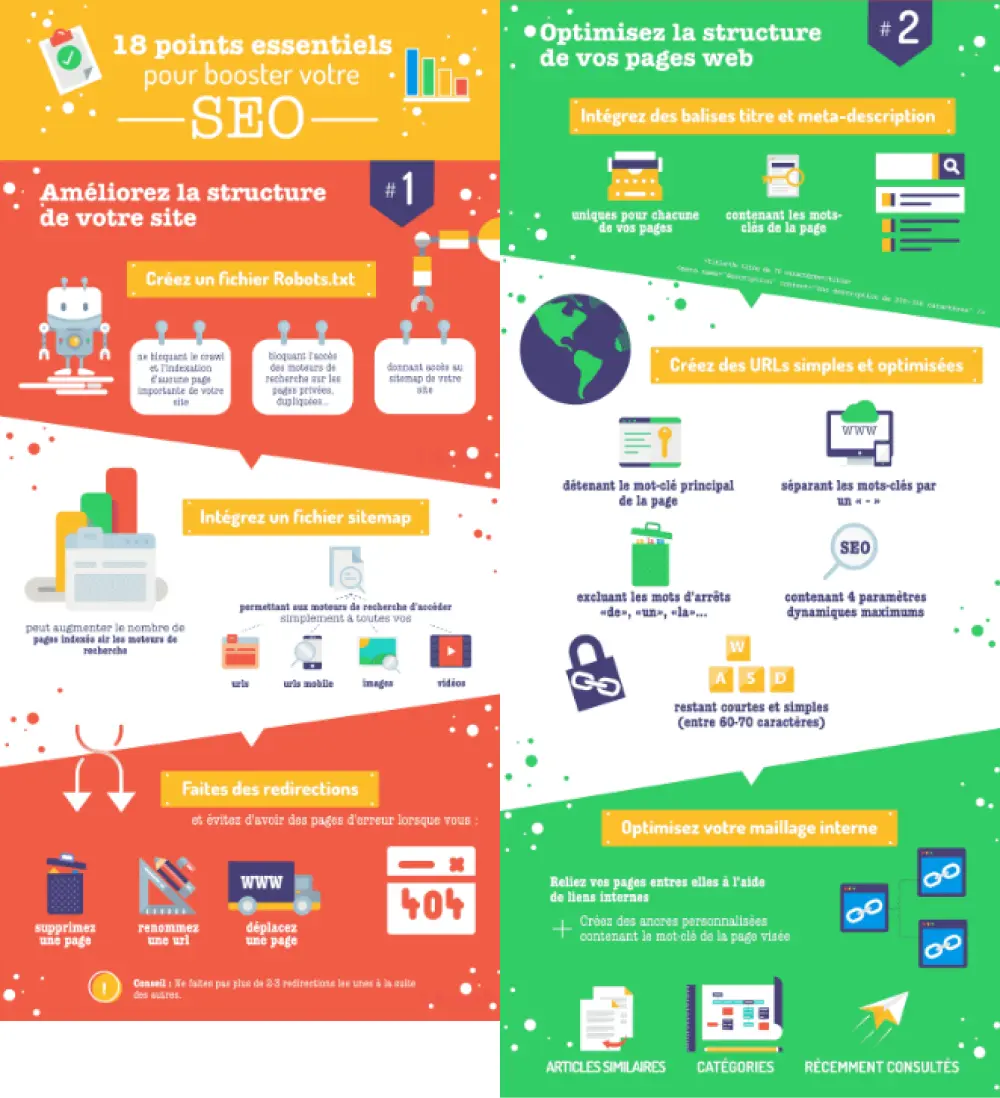 18 points essentiels
pour booster votre
SEO
Améliorez la structure
de votre site
#1
Créez un fichier Robots.txt
ne bloquant le crawl
et l'indexation
d'aucune page
importante de votre
site
bloquant l'accès
des moteurs de
recherche sur les
pages privées,
dupliquées...
donnant accès au
sitemap de votre
site
Intégrez un fichier sitemap
peut augmenter le nombre de
pages indexés sir les moteurs de
recherche
permettant aux moteurs de recherche d'accéder
simplement à toutes vos
urls
urls mobile
images
vidéos
Faites des redirections
et évitez d'avoir des pages d'erreur lorsque vous :
supprimez
une page
renommez
une url
WWW
déplacez
une page
404
!
Conseil : Ne faites pas plus de 2-3 redirections les unes à la suite
des autres.
Optimisez la structure
de vos pages web
# 2
Intégrez des balises titre et meta-description
uniques pour chacune
de vos pages
contenant les mots-
clés de la page
Créez des URLs simples et optimisées
détenant le mot-clé principal
de la page
WWW
séparant les mots-clés par
un « - »
excluant les mots d'arrêts
«de», «un», «la»...
SEO
contenant 4 paramètres
dynamiques maximums
W
A S D
restant courtes et simples
(entre 60-70 caractères)
Optimisez votre maillage interne
Reliez vos pages entres elles à l'aide
de liens internes
+ Créez des ancres personnalisées
contenant le mot-clé de la page visée
ARTICLES SIMILAIRES
CATÉGORIES
RÈCEMMENT CONSULTÉS